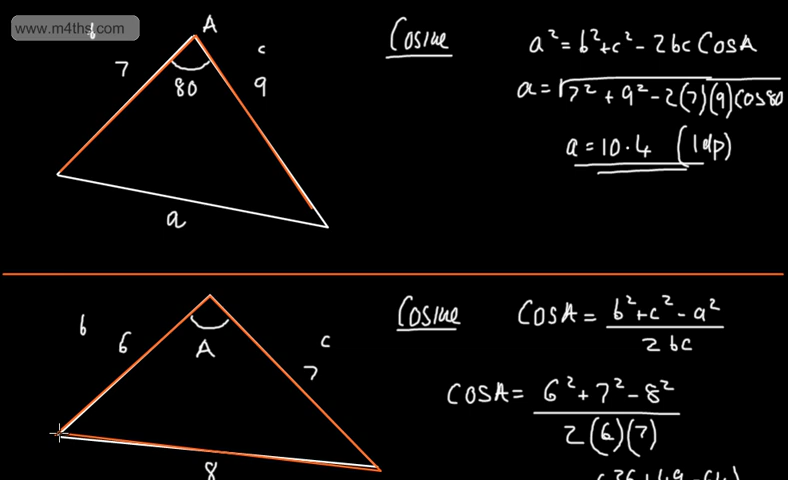 www.m4ths.com
b
A
7
80
c
9
a
Cosine
a² = b² + c² - 2bc CosA
a = √7² + 9² - 2(7)(9)Cos80
a = 10.4 (1dp)
b
6
A
c
7
8
Cosine
COSA = b² + c² - a² / 2bc
COSA = 6² + 7² - 8² / 2(6)(7)